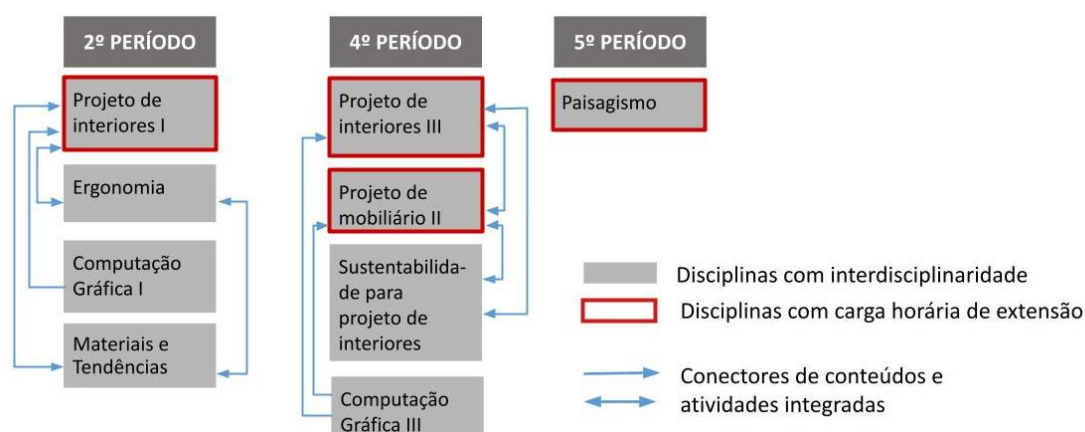 2º PERÍODO
Projeto de
interiores I
Ergonomia
Computação
Gráfica I
Materiais e
Tendências
4º PERÍODO
Projeto de
interiores III
Projeto de
mobiliário II
Sustentabilida-
de para
projeto de
interiores
Computação
Gráfica III
5º PERÍODO
Paisagismo
Disciplinas com interdisciplinaridade
Disciplinas com carga horária de extensão
Conectores de conteúdos e
atividades integradas